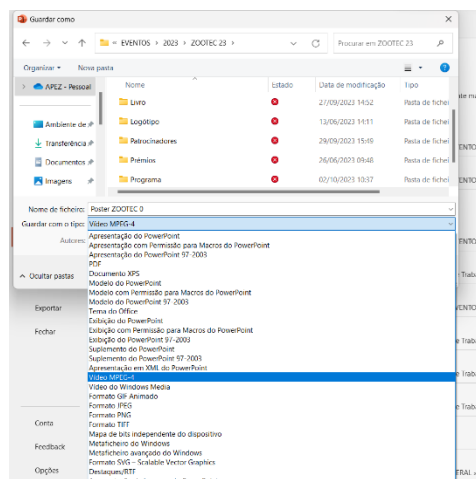 Guardar como
EVENTOS > 2023 > ZOOTEC 23 >
Procurar em ZOOTEC 23
Organizar
Nova pasta
APEZ - Pessoal
Ambiente de
Transferência
Documentos
Imagens
Nome Estado Data de modificação Tipo
Livro 27/09/2023 14:52 Pasta de fichei
Logótipo 13/06/2023 14:11 Pasta de fichei
Patrocinadores 29/09/2023 15:49 Pasta de fichei
Prémios 26/06/2023 09:48 Pasta de fichei
Programa 02/10/2023 10:37 Pasta de fichei
Nome de ficheiro: Poster ZOOTEC 0
Guardar com o tipo: Vídeo MPEG-4
Autores:
Ocultar pastas
Apresentação do PowerPoint
Apresentação com Permissão para Macros do PowerPoint
Apresentação do PowerPoint 97-2003
PDF
Documento XPS
Modelo do PowerPoint
Modelo com Permissão para Macros do PowerPoint
Modelo do PowerPoint 97-2003
Tema do Office
Exibição do PowerPoint
Exibição com Permissão para Macros do PowerPoint
Exibição do PowerPoint 97-2003
Suplemento do PowerPoint
Suplemento do PowerPoint 97-2003
Apresentação em XML do PowerPoint
Vídeo MPEG-4
Vídeo do Windows Media
Formato GIF Animado
Formato JPEG
Formato PNG
Formato TIFF
Mapa de bits independente do dispositivo
Metaficheiro do Windows
Metaficheiro avançado do Windows
Formato SVG – Scalable Vector Graphics
Destaques/RTF
Exportar
Fechar
Conta
Feedback
Opções